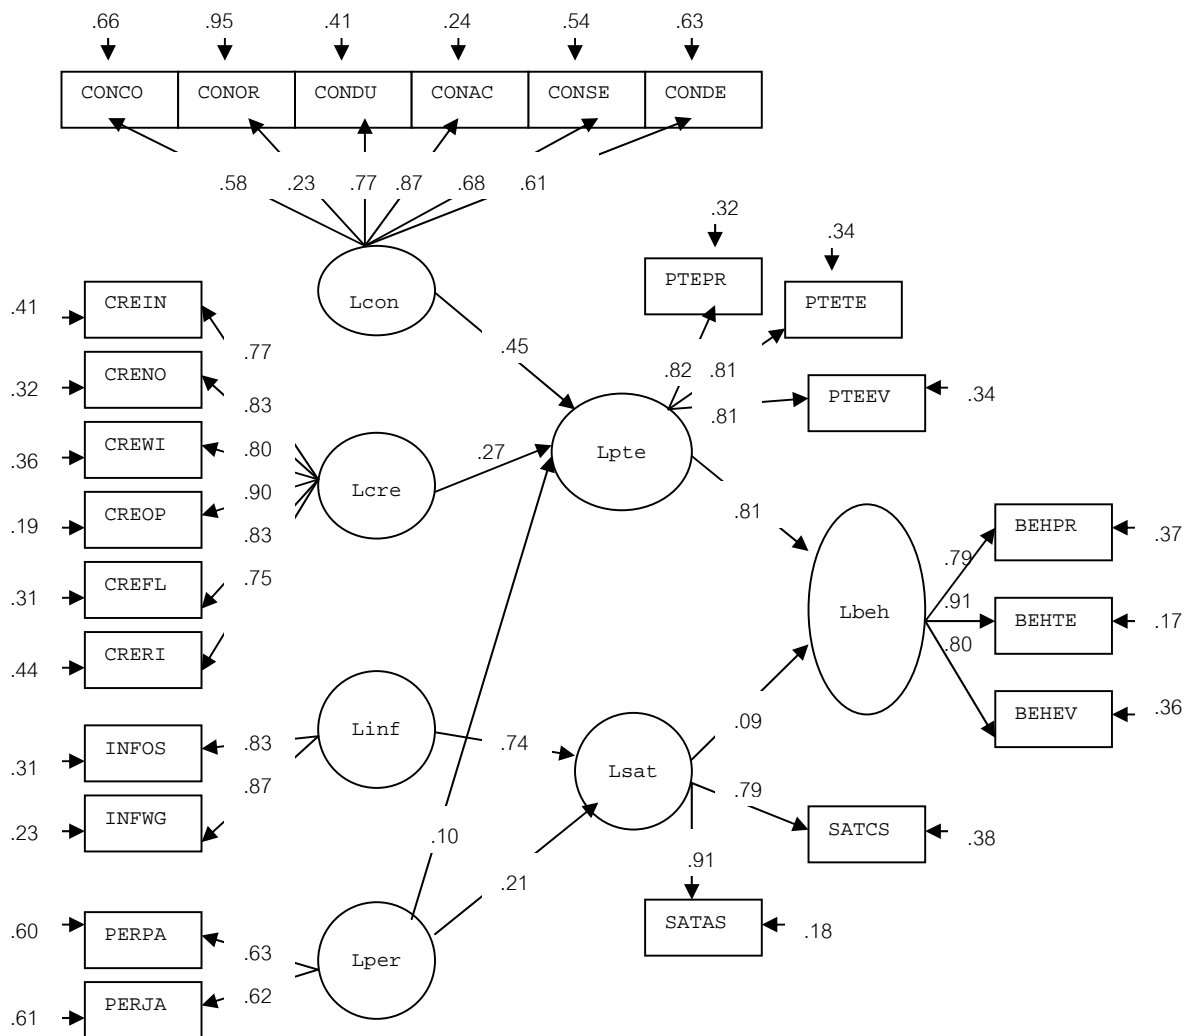 .66 .95 .41 .24 .54 .63
CONCO CONOR CONDU CONAC CONSE CONDE
.58 .23 .77 .87 .68 .61
.32
.34
PTEPR
CREIN Lcon PTETE
.41
.77 .45
CRENO .82 .81
.32 PTEEV .34
.83 .81
CREWI .80 .27 Lpte
.36
Lcre
.90
CREOP .81
.19 .83 BEHPR .37
CREFL .75 .79
.31 .91 Lbeh BEHTE .17
CRERI .80
.44
BEHEV .36
INFOS .83 Linf .74 .09
.31 Lsat
.87 .79
INFWG SATCS
.23 .10 .38
.91
.21
SATAS
.60 PERPA .18
.63 Lper
PERJA .62
.61